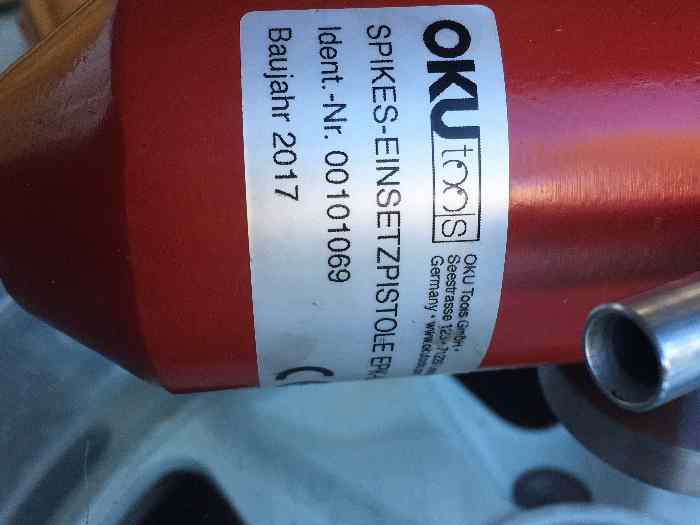 OKU tools
OKU Tools GmbH •
Seestrasse
Germany •
SPIKES-EINSETZPISTOLE
Ident.-Nr. 00101069
Baujahr 2017